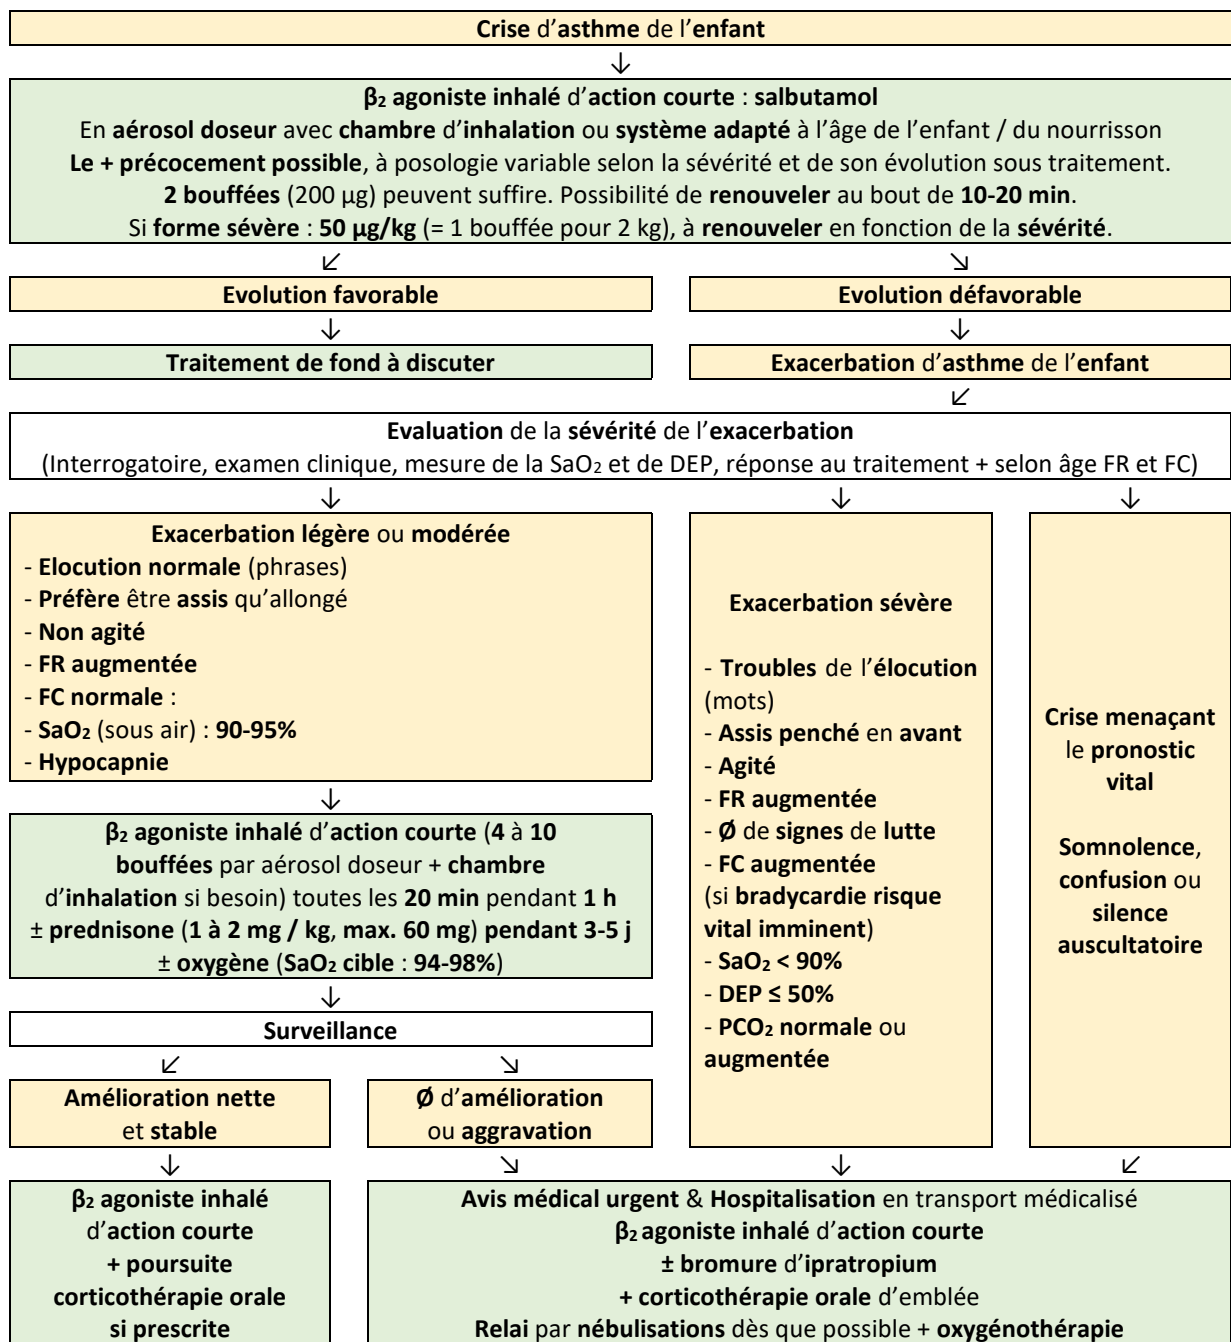 Crise d'asthme de l'enfant
↓
β₂ agoniste inhalé d'action courte : salbutamol
En aérosol doseur avec chambre d'inhalation ou système adapté à l'âge de l'enfant / du nourrisson
Le + précocement possible, à posologie variable selon la sévérité et de son évolution sous traitement.
2 bouffées (200 µg) peuvent suffire. Possibilité de renouveler au bout de 10-20 min.
Si forme sévère : 50 µg/kg (= 1 bouffée pour 2 kg), à renouveler en fonction de la sévérité.
↙ ↘
Evolution favorable
↓
Traitement de fond à discuter
Evolution défavorable
↓
Exacerbation d'asthme de l'enfant
↙
Evaluation de la sévérité de l'exacerbation
(Interrogatoire, examen clinique, mesure de la SaO₂ et de DEP, réponse au traitement + selon âge FR et FC)
↓ ↓ ↓
Exacerbation légère ou modérée
- Elocution normale (phrases)
- Préfère être assis qu'allongé
- Non agité
- FR augmentée
- FC normale :
- SaO₂ (sous air) : 90-95%
- Hypocapnie
↓
β₂ agoniste inhalé d'action courte (4 à 10
bouffées par aérosol doseur + chambre
d'inhalation si besoin) toutes les 20 min pendant 1 h
± prednisone (1 à 2 mg / kg, max. 60 mg) pendant 3-5 j
± oxygène (SaO₂ cible : 94-98%)
↓
Surveillance
↙ ↘
Amélioration nette
et stable
Ø d'amélioration
ou aggravation
Exacerbation sévère
- Troubles de l'élocution
(mots)
- Assis penché en avant
- Agité
- FR augmentée
- Ø de signes de lutte
- FC augmentée
(si bradycardie risque
vital imminent)
- SaO₂ < 90%
- DEP ≤ 50%
- PCO₂ normale ou
augmentée
Crise menaçant
le pronostic
vital
Somnolence,
confusion ou
silence
auscultatoire
↓ ↘ ↓ ↙
β₂ agoniste inhalé
d'action courte
+ poursuite
corticothérapie orale
si prescrite
Avis médical urgent & Hospitalisation en transport médicalisé
β₂ agoniste inhalé d'action courte
± bromure d'ipratropium
+ corticothérapie orale d'emblée
Relai par nébulisations dès que possible + oxygénothérapie